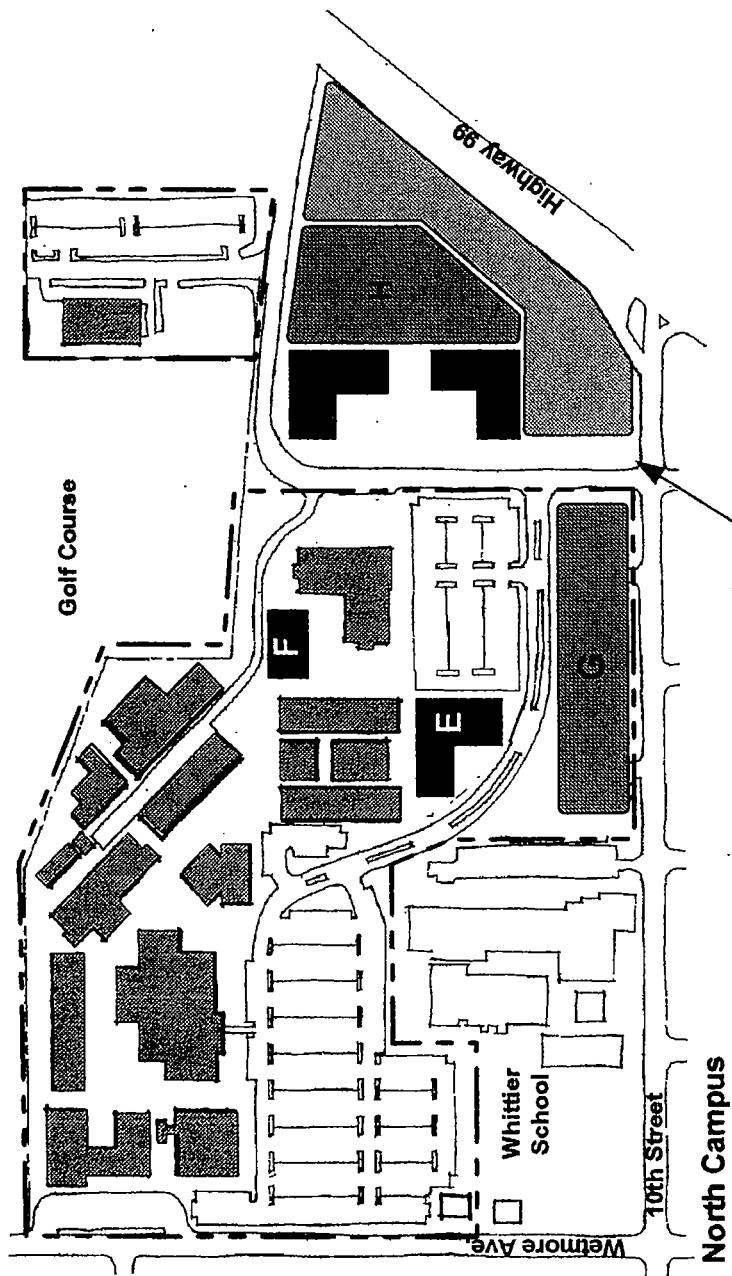 Highway 99
H
Golf Course
F
E
G
Whittier
School
10th Street
Wetmore Ave.
North Campus